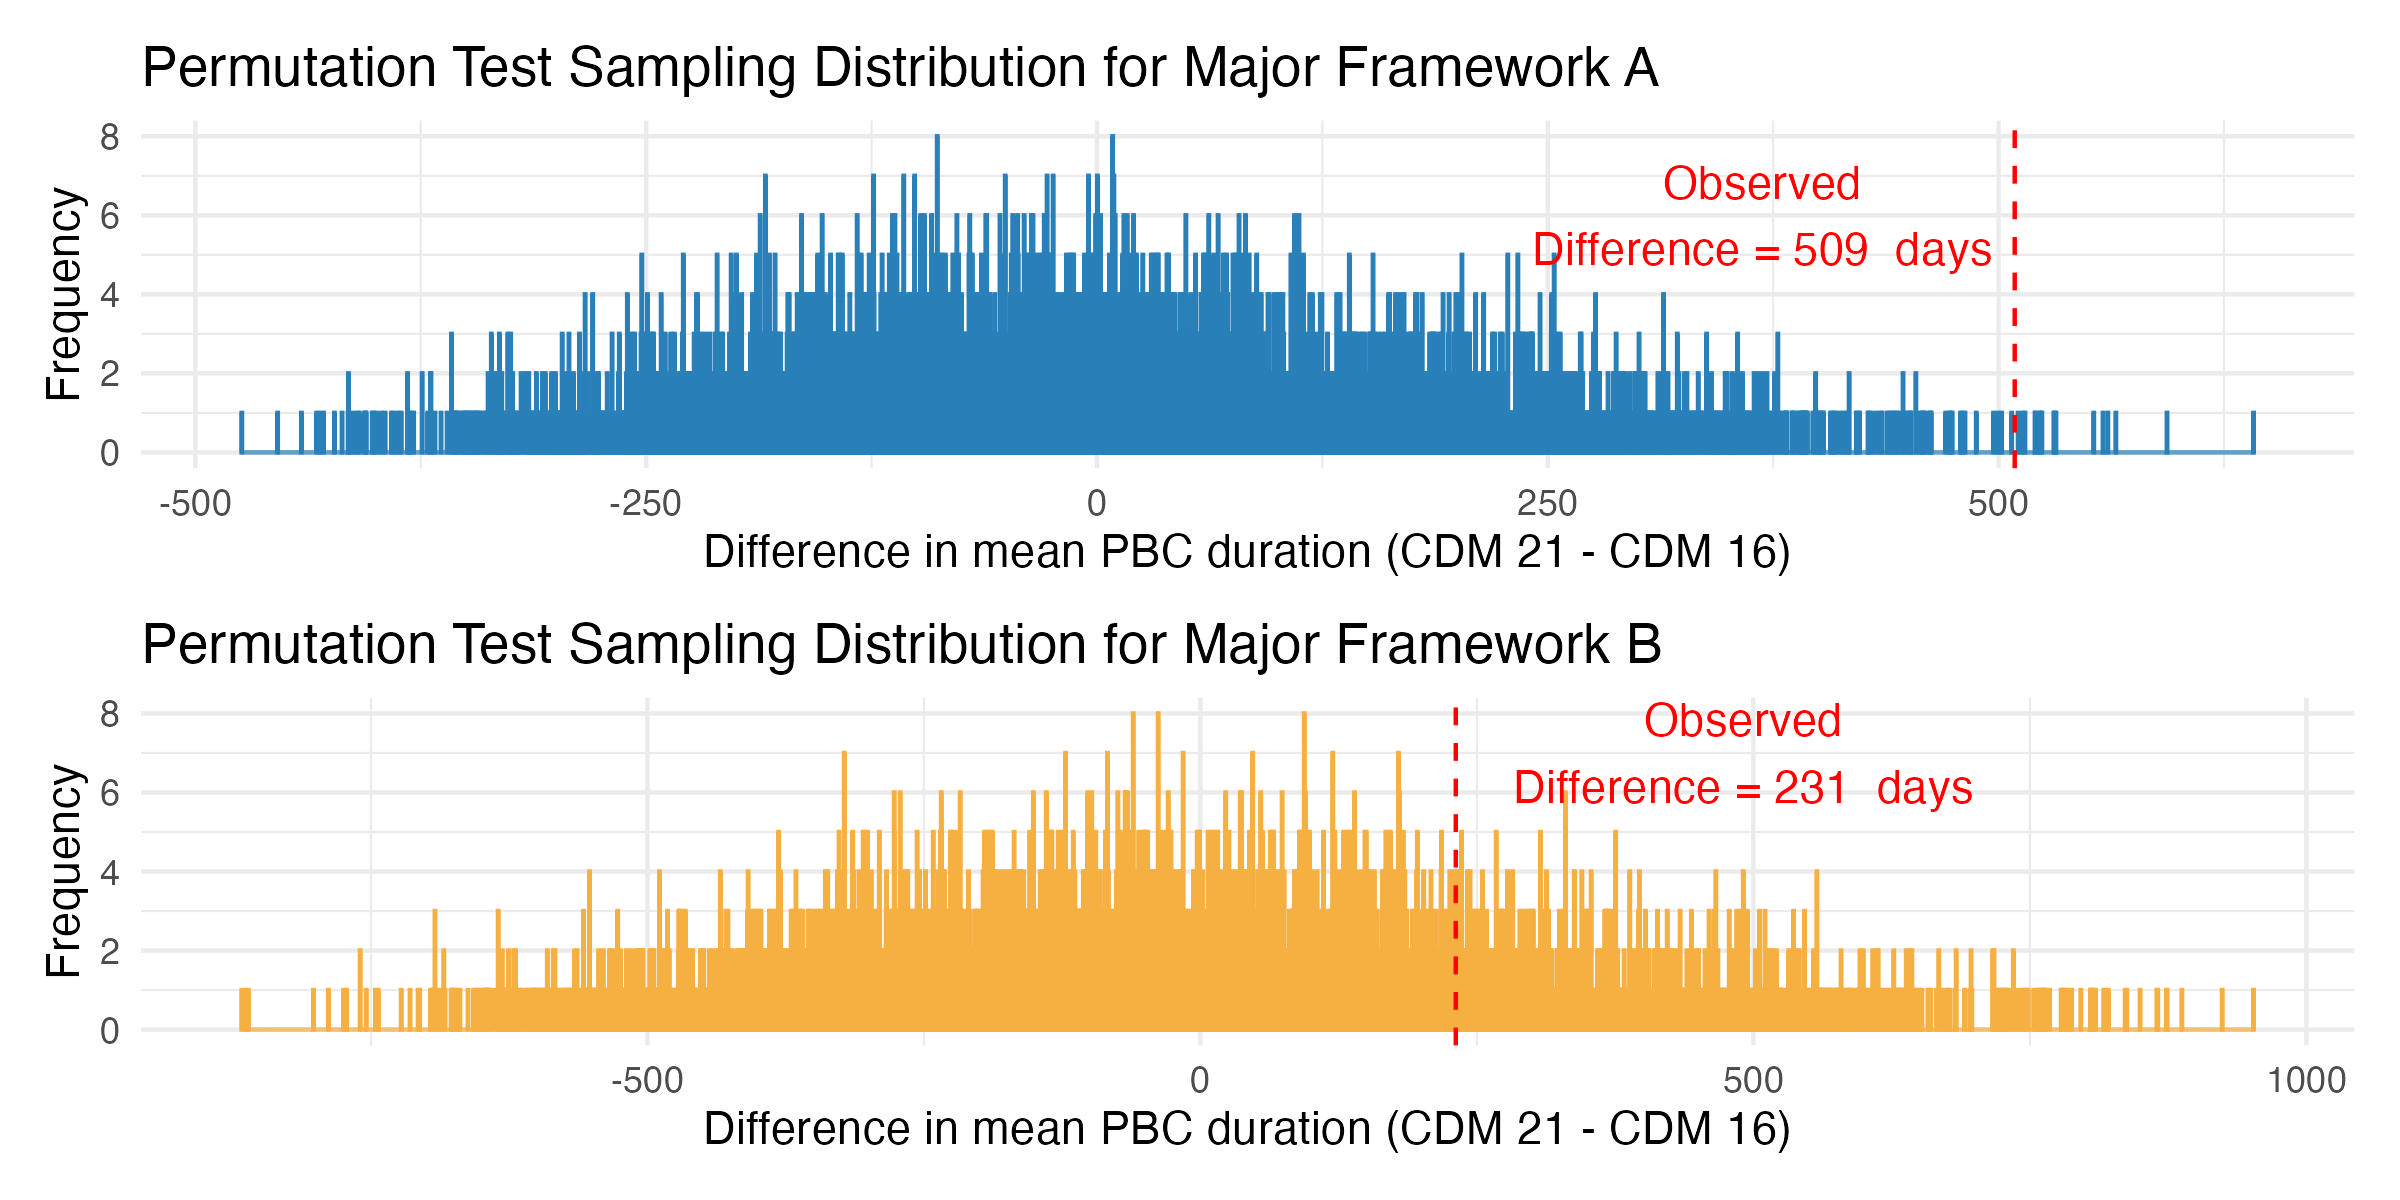 Permutation Test Sampling Distribution for Major Framework A
8
6
4
2
0
Frequency
Observed
Difference = 509 days
-500 -250 0 250 500
Difference in mean PBC duration (CDM 21 - CDM 16)
Permutation Test Sampling Distribution for Major Framework B
8
6
4
2
0
Frequency
Observed
Difference = 231 days
-500 0 500 1000
Difference in mean PBC duration (CDM 21 - CDM 16)